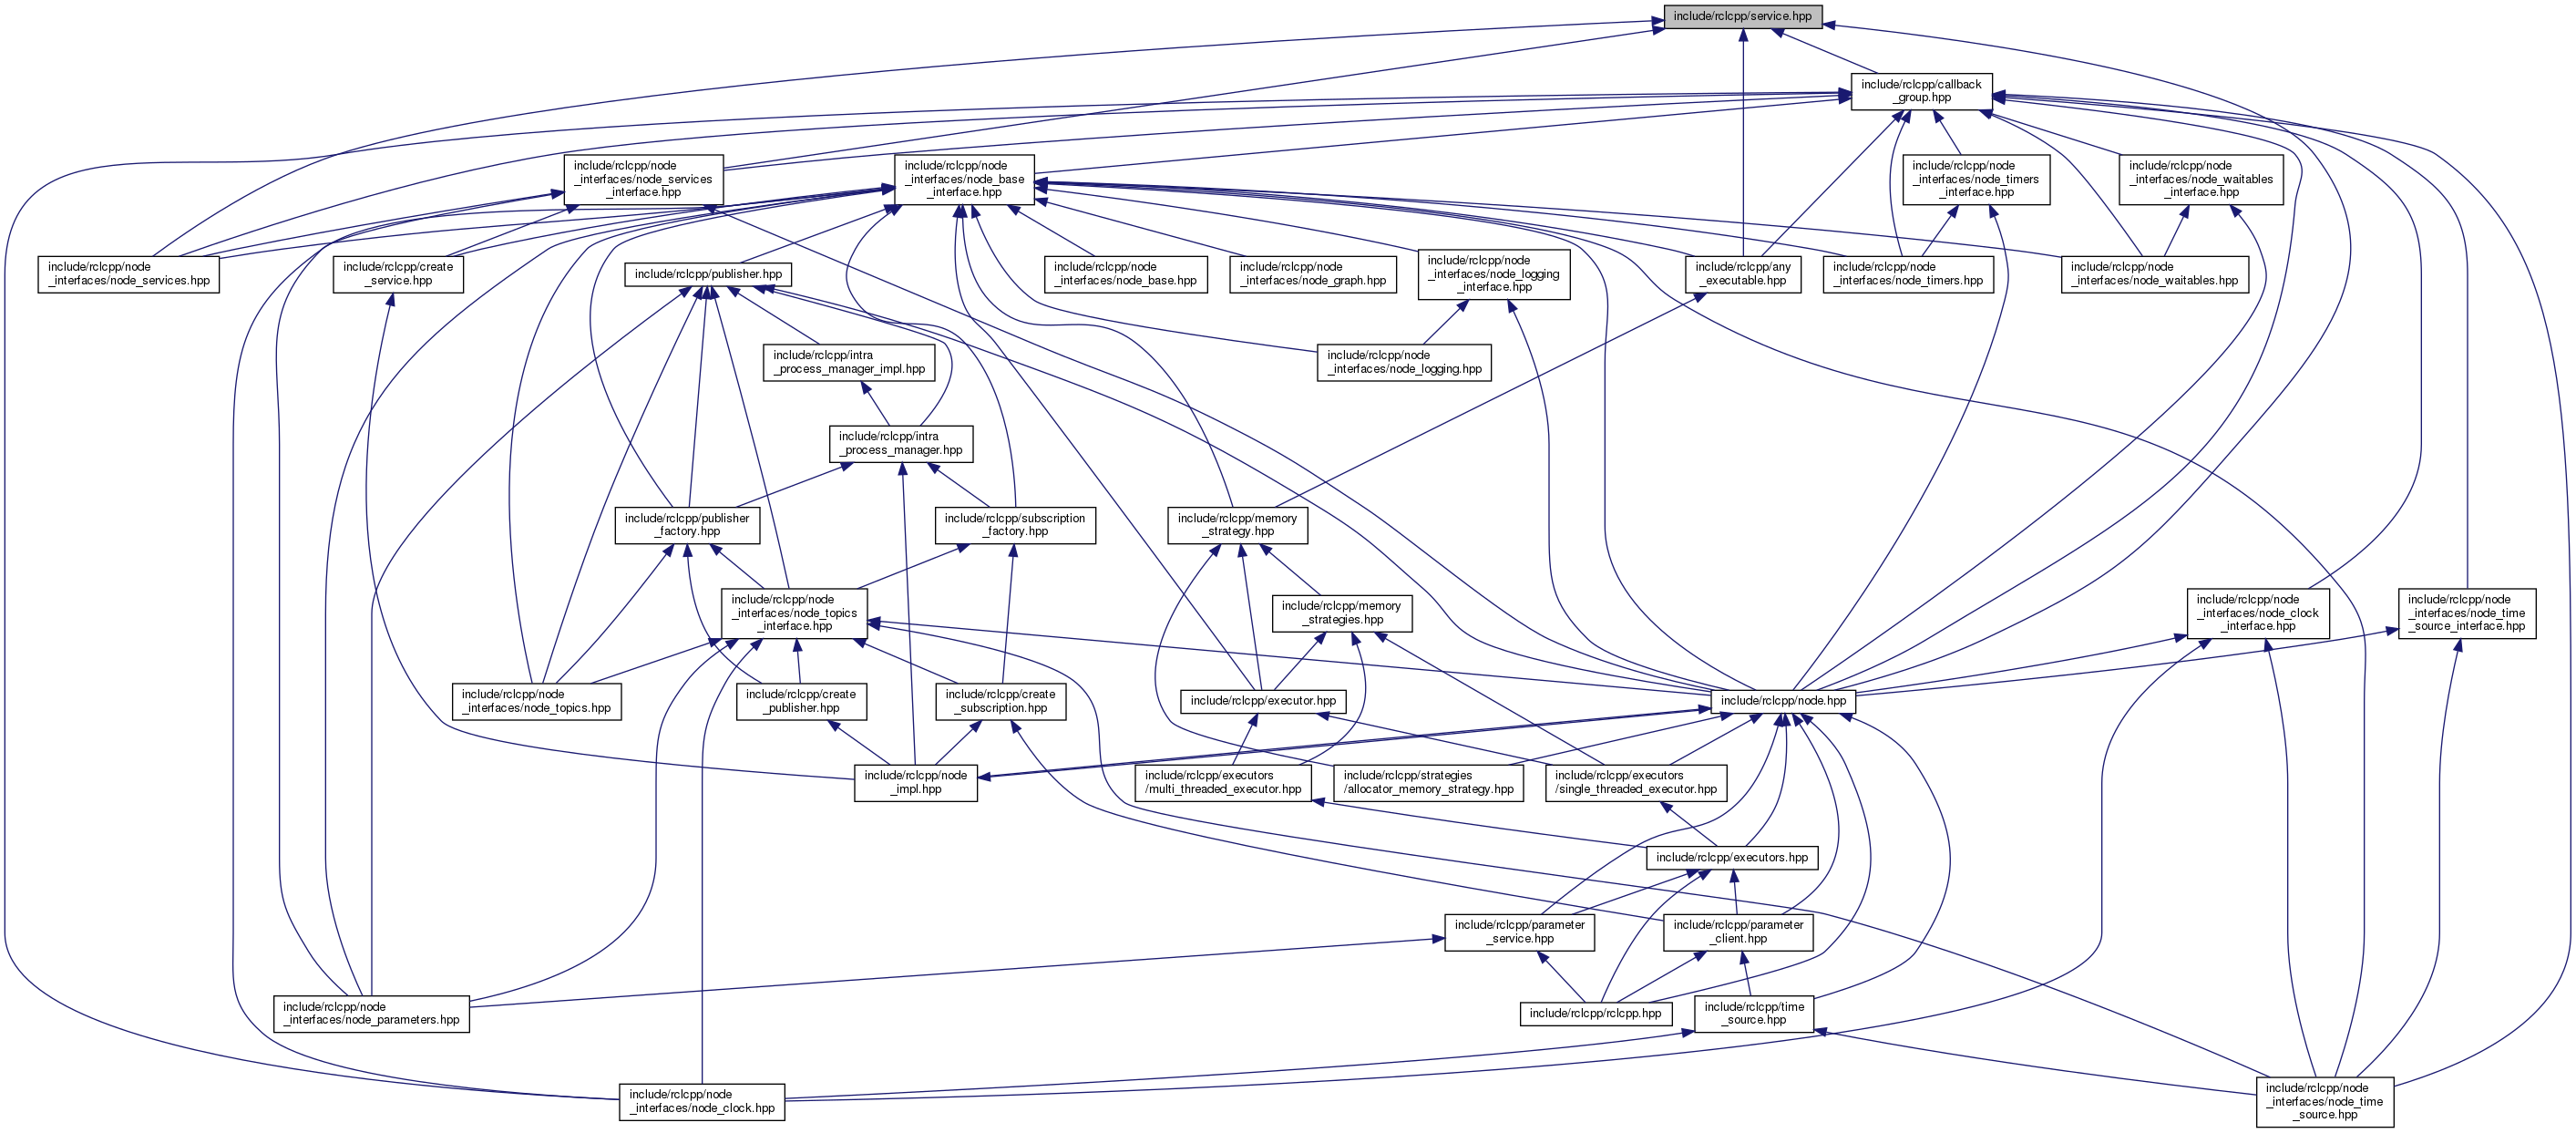 include/rclcpp/service.hpp
include/rclcpp/callback
_group.hpp
include/rclcpp/node
_interfaces/node_services
_interface.hpp
include/rclcpp/node
_interfaces/node_base
_interface.hpp
include/rclcpp/node
_interfaces/node_timers
_interface.hpp
include/rclcpp/node
_interfaces/node_waitables
_interface.hpp
include/rclcpp/node
_interfaces/node_services.hpp
include/rclcpp/create
_service.hpp
include/rclcpp/publisher.hpp
include/rclcpp/node
_interfaces/node_base.hpp
include/rclcpp/node
_interfaces/node_graph.hpp
include/rclcpp/node
_interfaces/node_logging
_interface.hpp
include/rclcpp/any
_executable.hpp
include/rclcpp/node
_interfaces/node_timers.hpp
include/rclcpp/node
_interfaces/node_waitables.hpp
include/rclcpp/intra
_process_manager_impl.hpp
include/rclcpp/node
_interfaces/node_logging.hpp
include/rclcpp/intra
_process_manager.hpp
include/rclcpp/publisher
_factory.hpp
include/rclcpp/subscription
_factory.hpp
include/rclcpp/memory
_strategy.hpp
include/rclcpp/node
_interfaces/node_topics
_interface.hpp
include/rclcpp/memory
_strategies.hpp
include/rclcpp/node
_interfaces/node_clock
_interface.hpp
include/rclcpp/node
_interfaces/node_time
_source_interface.hpp
include/rclcpp/node
_interfaces/node_topics.hpp
include/rclcpp/create
_publisher.hpp
include/rclcpp/create
_subscription.hpp
include/rclcpp/executor.hpp
include/rclcpp/node.hpp
include/rclcpp/node
_impl.hpp
include/rclcpp/executors
/multi_threaded_executor.hpp
include/rclcpp/strategies
/allocator_memory_strategy.hpp
include/rclcpp/executors
/single_threaded_executor.hpp
include/rclcpp/executors.hpp
include/rclcpp/parameter
_service.hpp
include/rclcpp/parameter
_client.hpp
include/rclcpp/node
_interfaces/node_parameters.hpp
include/rclcpp/rclcpp.hpp
include/rclcpp/time
_source.hpp
include/rclcpp/node
_interfaces/node_clock.hpp
include/rclcpp/node
_interfaces/node_time
_source.hpp